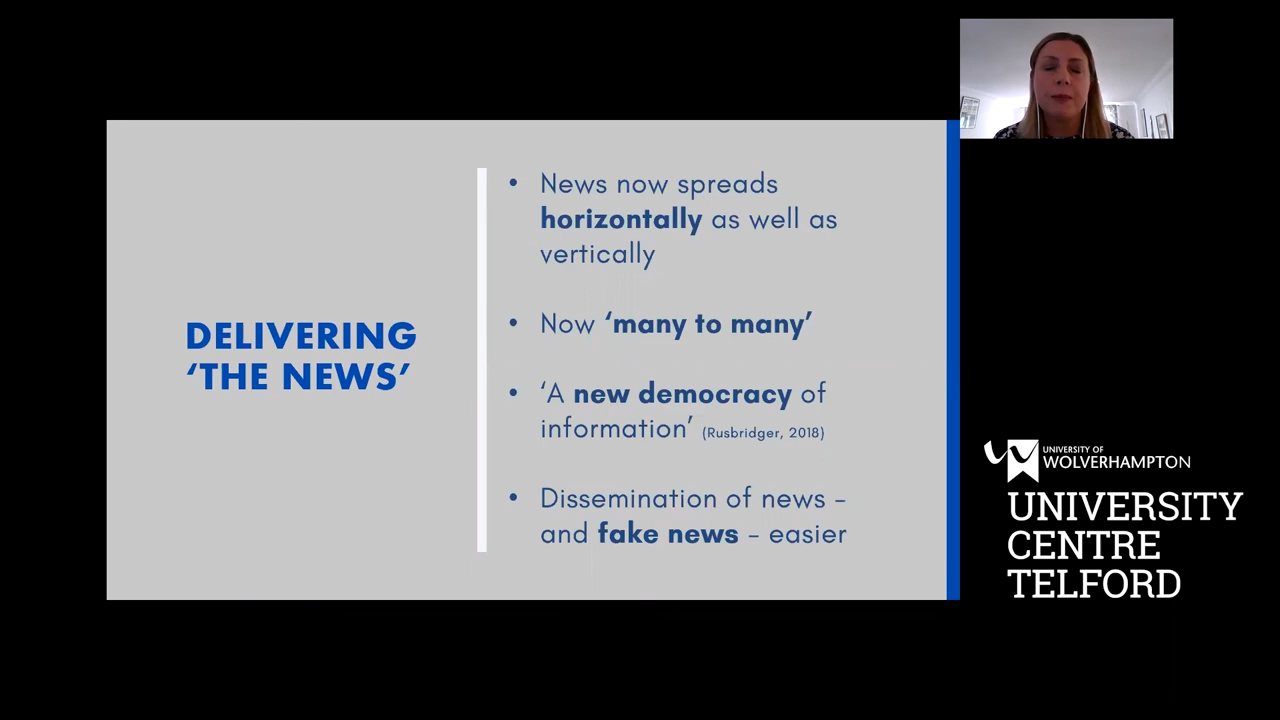 DELIVERING
‘THE NEWS’
• News now spreads
horizontally as well as
vertically
• Now ‘many to many’
• ‘A new democracy of
information’ (Rusbridger, 2018)
• Dissemination of news –
and fake news – easier
UNIVERSITY OF
WOLVERHAMPTON
UNIVERSITY
CENTRE
TELFORD